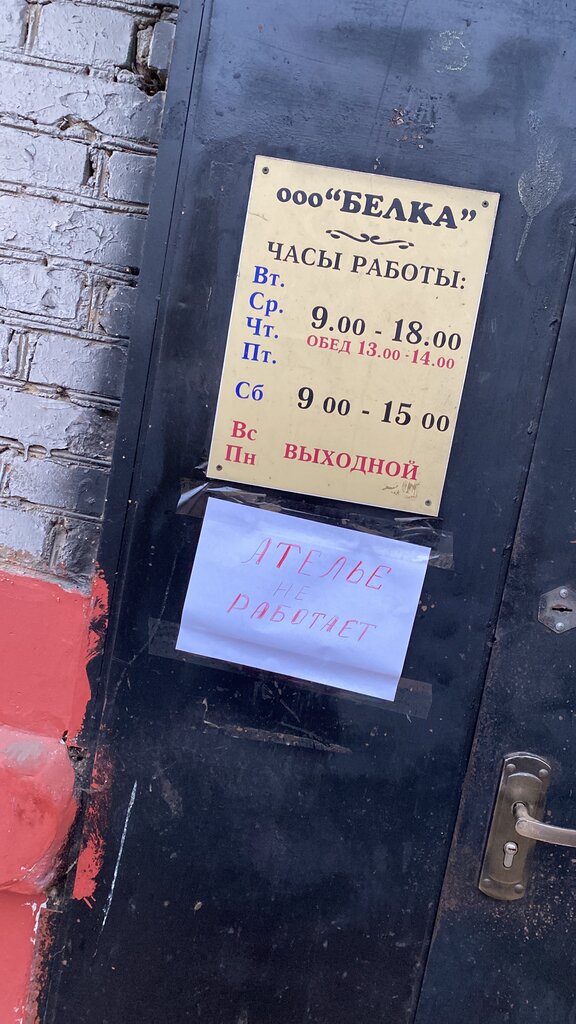 ООО “БЕЛКА”
ЧАСЫ РАБОТЫ:
Вт.
Ср.
Чт.
Пт.
9.00 - 18.00
ОБЕД 13.00 - 14.00
Сб 9 00 - 15 00
Вс
Пн
ВЫХОДНОЙ
АТЕЛЬЕ
НЕ
РАБОТАЕТ